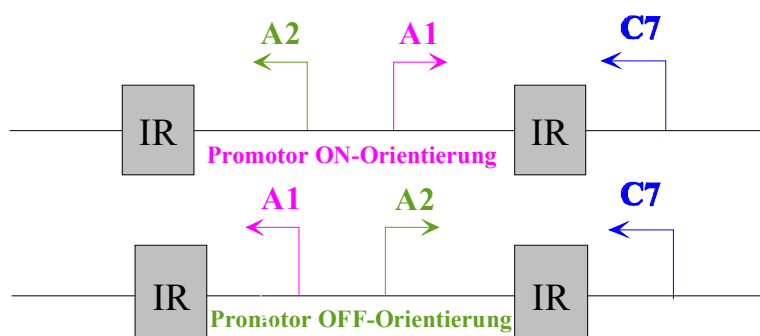 A2 A1 C7
IR IR
Promotor ON-Orientierung
A1 A2 C7
IR IR
Promotor OFF-Orientierung